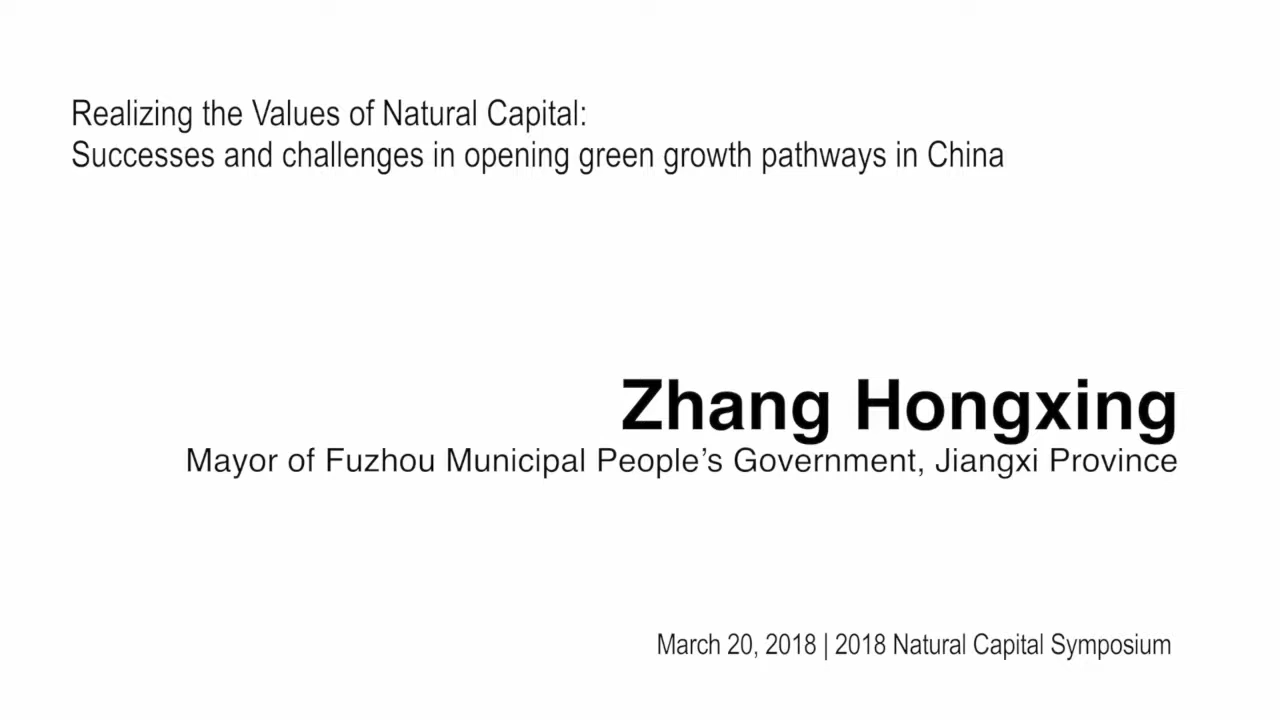 Realizing the Values of Natural Capital:
Successes and challenges in opening green growth pathways in China
Zhang Hongxing
Mayor of Fuzhou Municipal People’s Government, Jiangxi Province
March 20, 2018 | 2018 Natural Capital Symposium